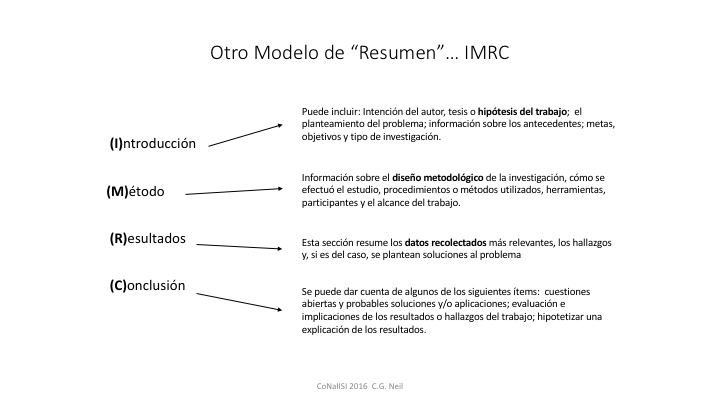 Otro Modelo de “Resumen”… IMRC
(I)ntroducción
Puede incluir: Intención del autor, tesis o hipótesis del trabajo;  el
planteamiento del problema; información sobre los antecedentes; metas,
objetivos y tipo de investigación.
(M)étodo
Información sobre el diseño metodológico de la investigación, cómo se
efectuó el estudio, procedimientos o métodos utilizados, herramientas,
participantes y el alcance del trabajo.
(R)esultados
Esta sección resume los datos recolectados más relevantes, los hallazgos
y, si es del caso, se plantean soluciones al problema
(C)onclusión
Se puede dar cuenta de algunos de los siguientes ítems:  cuestiones
abiertas y probables soluciones y/o aplicaciones; evaluación e
implicaciones de los resultados o hallazgos del trabajo; hipotetizar una
explicación de los resultados.
CoNaIISI 2016  C.G. Neil